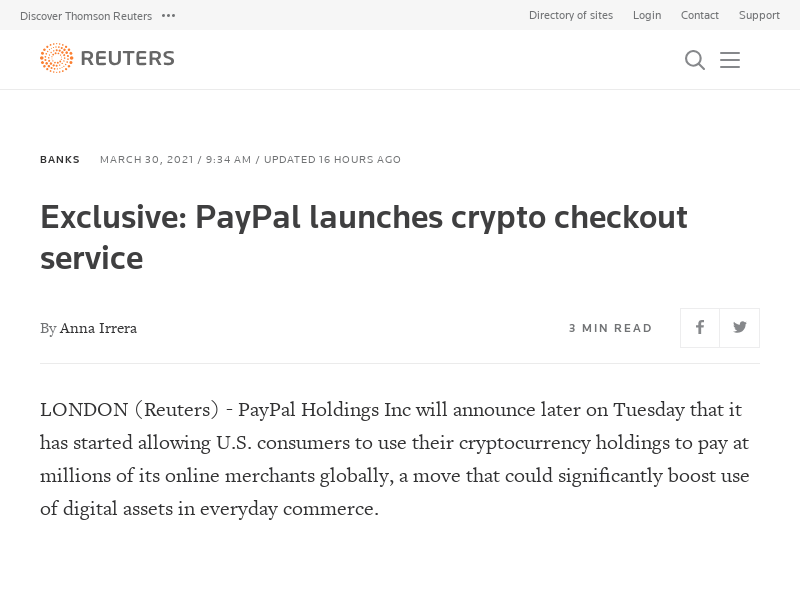 Discover Thomson Reuters
Directory of sites Login Contact Support
REUTERS
BANKS MARCH 30, 2021 / 9:34 AM / UPDATED 16 HOURS AGO
Exclusive: PayPal launches crypto checkout
service
By Anna Irrera
3 MIN READ
LONDON (Reuters) - PayPal Holdings Inc will announce later on Tuesday that it
has started allowing U.S. consumers to use their cryptocurrency holdings to pay at
millions of its online merchants globally, a move that could significantly boost use
of digital assets in everyday commerce.